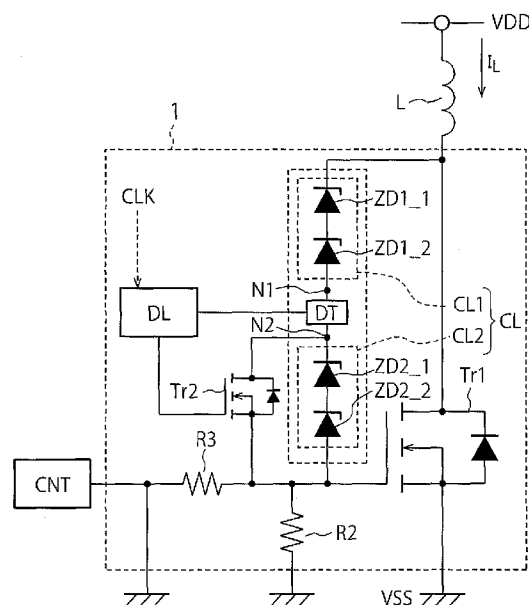 VDD
I_L
L
1
CLK
ZD1_1
ZD1_2
N1
CL1
DL
DT
CL
N2
CL2
ZD2_1
Tr1
Tr2
ZD2_2
R3
CNT
R2
VSS